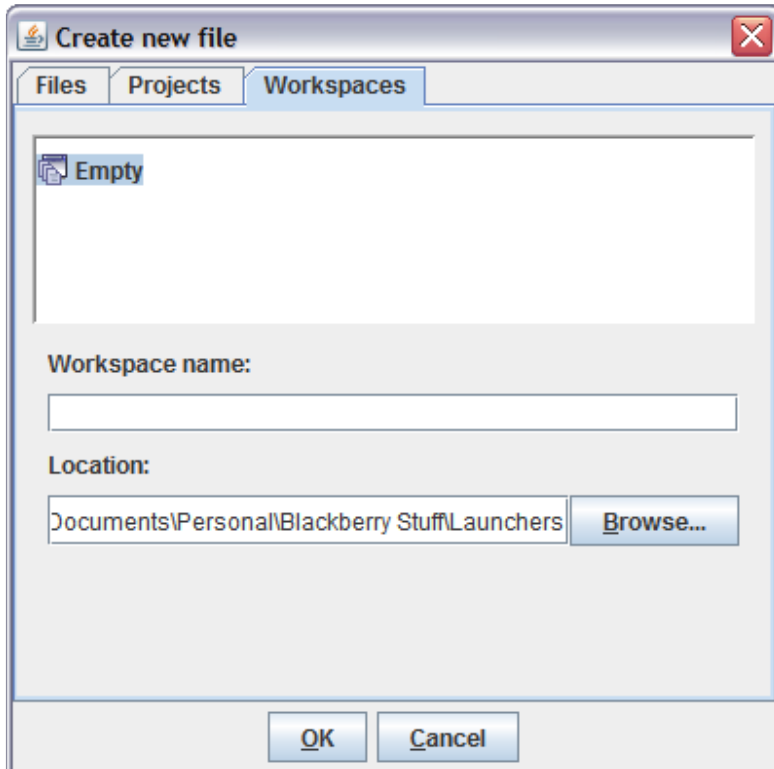 Create new file
Files Projects Workspaces
Empty
Workspace name:
Location:
Documents\Personal\Blackberry Stuff\Launchers Browse...
OK Cancel